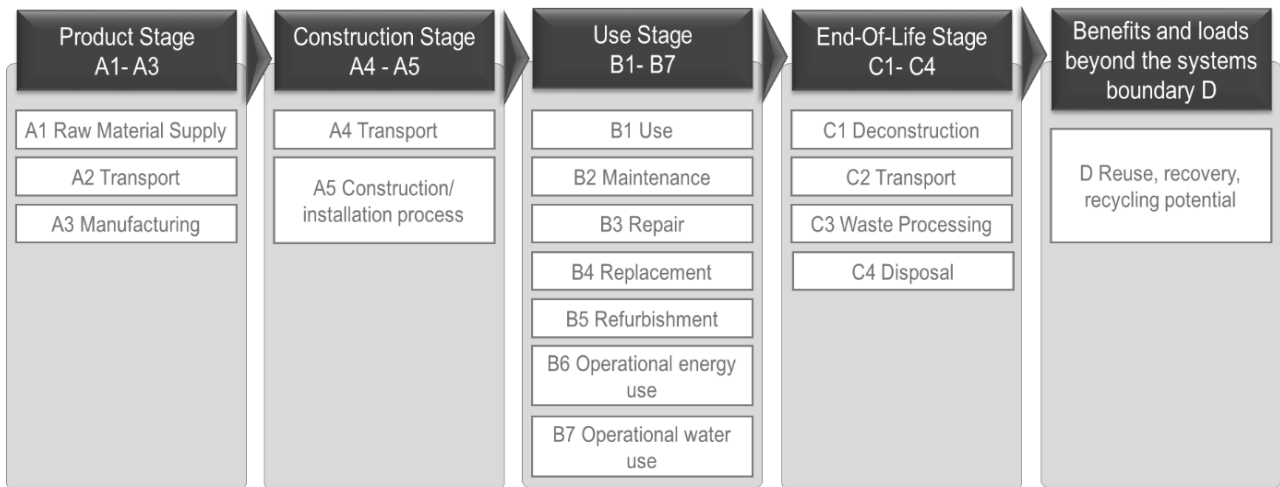 Product Stage
A1- A3
A1 Raw Material Supply
A2 Transport
A3 Manufacturing
Construction Stage
A4 - A5
A4 Transport
A5 Construction/
installation process
Use Stage
B1- B7
B1 Use
B2 Maintenance
B3 Repair
B4 Replacement
B5 Refurbishment
B6 Operational energy
use
B7 Operational water
use
End-Of-Life Stage
C1- C4
C1 Deconstruction
C2 Transport
C3 Waste Processing
C4 Disposal
Benefits and loads
beyond the systems
boundary D
D Reuse, recovery,
recycling potential